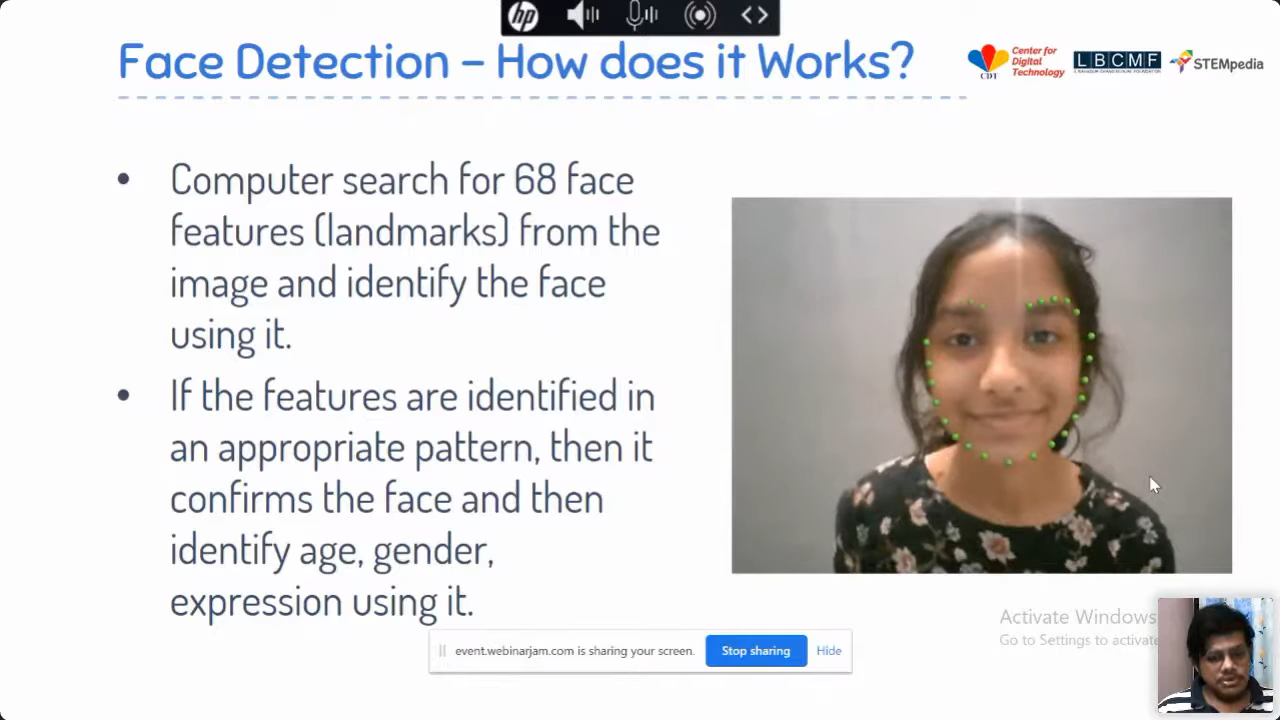 hp
Face Detection – How does it Works?
CDT
Center for
Digital
Technology
LBCMF
STEMpedia
• Computer search for 68 face
features (landmarks) from the
image and identify the face
using it.
• If the features are identified in
an appropriate pattern, then it
confirms the face and then
identify age, gender,
expression using it.
Activate Windows
Go to Settings to activate
event.webinarjam.com is sharing your screen.
Stop sharing
Hide